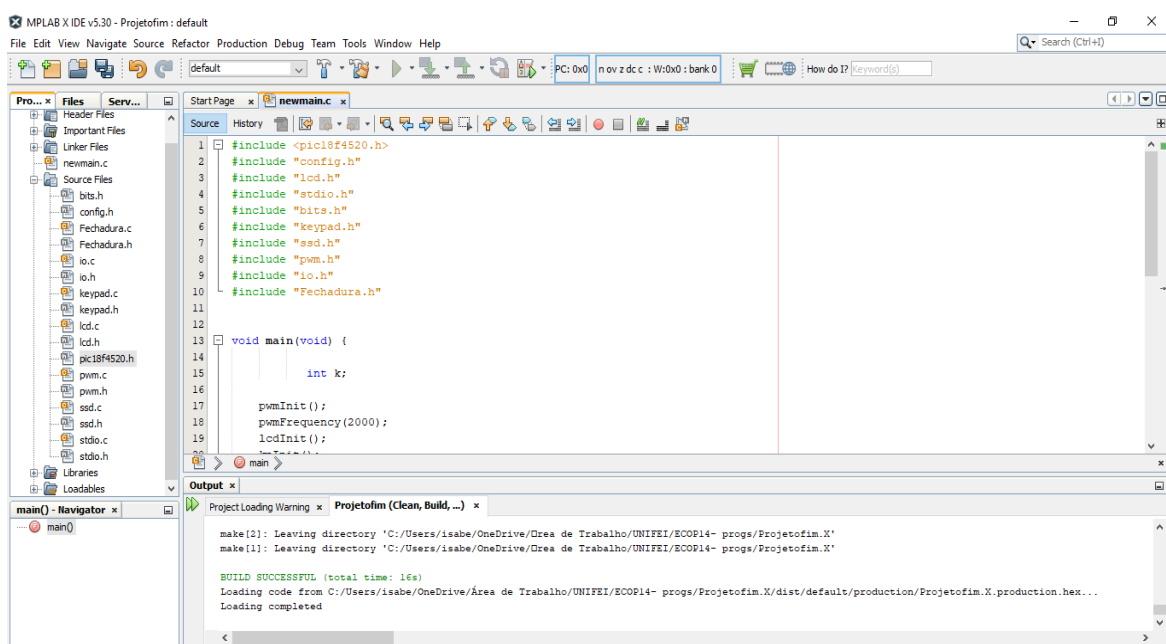 MPLAB X IDE v5.30 - Projetofim : default
File Edit View Navigate Source Refactor Production Debug Team Tools Window Help
Search (Ctrl+I)
default
PC: 0x0
n ov z dc c : W:0x0 : bank 0
How do I? Keyword(s)
Pro... x Files Serv...
Start Page x newmain.c x
Source History
Header Files
Important Files
Linker Files
newmain.c
Source Files
bits.h
config.h
Fechadura.c
Fechadura.h
io.c
io.h
keypad.c
keypad.h
lcd.c
lcd.h
pic18f4520.h
pwm.c
pwm.h
ssd.c
ssd.h
stdio.c
stdio.h
Libraries
Loadables
1 #include <pic18f4520.h>
2 #include "config.h"
3 #include "lcd.h"
4 #include "stdio.h"
5 #include "bits.h"
6 #include "keypad.h"
7 #include "ssd.h"
8 #include "pwm.h"
9 #include "io.h"
10 #include "Fechadura.h"
11
12
13 void main(void) {
14
15 int k;
16
17 pwmInit();
18 pwmFrequency(2000);
19 lcdInit();
main
main() - Navigator x
main()
Output x
Project Loading Warning x Projetofim (Clean, Build, ...) x
make[2]: Leaving directory 'C:/Users/isabe/OneDrive/□rea de Trabalho/UNIFEI/ECOP14- progs/Projetofim.X'
make[1]: Leaving directory 'C:/Users/isabe/OneDrive/□rea de Trabalho/UNIFEI/ECOP14- progs/Projetofim.X'
BUILD SUCCESSFUL (total time: 16s)
Loading code from C:/Users/isabe/OneDrive/Área de Trabalho/UNIFEI/ECOP14- progs/Projetofim.X/dist/default/production/Projetofim.X.production.hex...
Loading completed